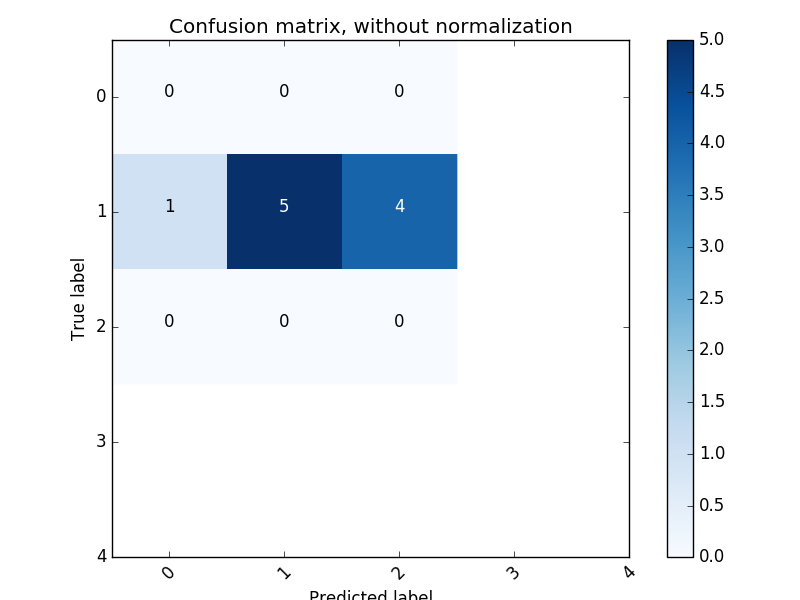 Confusion matrix, without normalization
0 0 0 0
1 1 5 4
2 0 0 0
3
4
True label
0 1 2 3 4
Predicted label
5.0
4.5
4.0
3.5
3.0
2.5
2.0
1.5
1.0
0.5
0.0